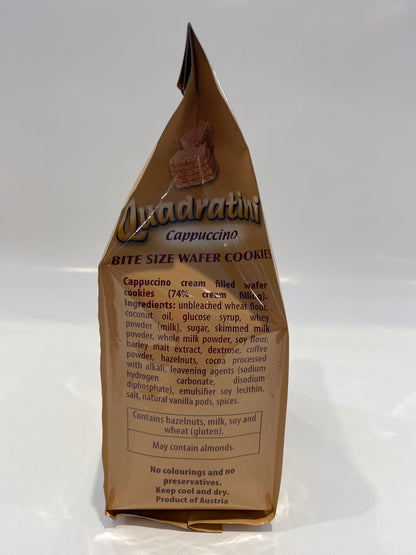 Quadratini
Cappuccino
BITE SIZE WAFER COOKIES
Cappuccino cream filled wafer
cookies (74% cream filling).
Ingredients: unbleached wheat flour,
coconut oil, glucose syrup, whey
powder (milk), sugar, skimmed milk
powder, whole milk powder, soy flour,
barley malt extract, dextrose, coffee
powder, hazelnuts, cocoa processed
with alkali, leavening agents (sodium
hydrogen carbonate, disodium
diphosphate), emulsifier soy lecithin,
salt, natural vanilla pods, spices.
Contains hazelnuts, milk, soy and
wheat (gluten).
May contain almonds.
No colourings and no
preservatives.
Keep cool and dry.
Product of Austria